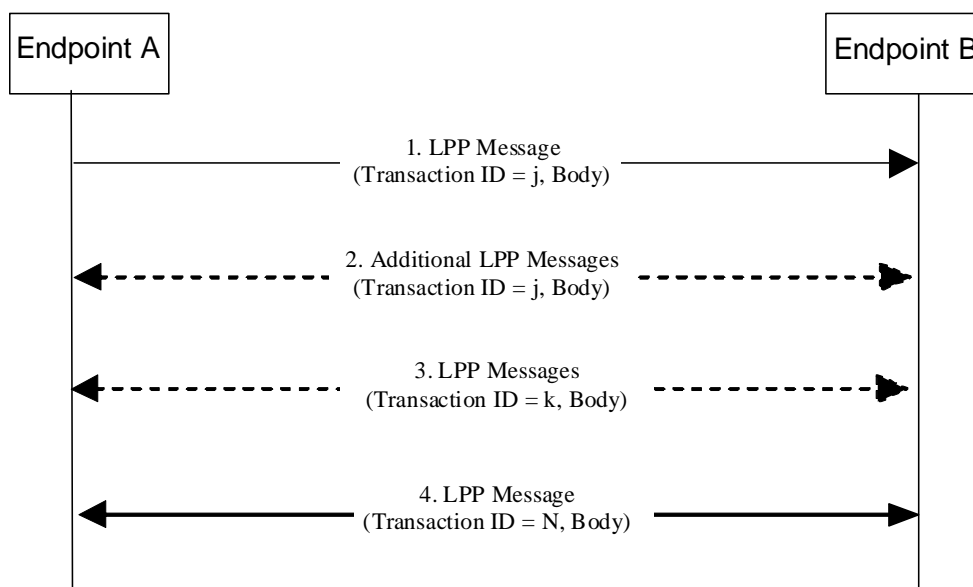 Endpoint A
Endpoint B
1. LPP Message
(Transaction ID = j, Body)
2. Additional LPP Messages
(Transaction ID = j, Body)
3. LPP Messages
(Transaction ID = k, Body)
4. LPP Message
(Transaction ID = N, Body)